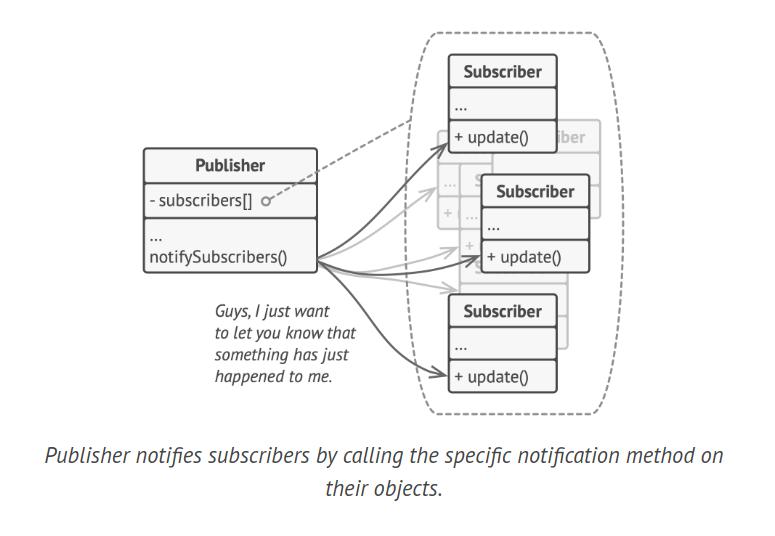 Publisher
- subscribers[]
...
notifySubscribers()
Guys, I just want
to let you know that
something has just
happened to me.
Subscriber
...
+ update()
Subscriber
...
+ update()
Subscriber
...
+ update()
Publisher notifies subscribers by calling the specific notification method on
their objects.